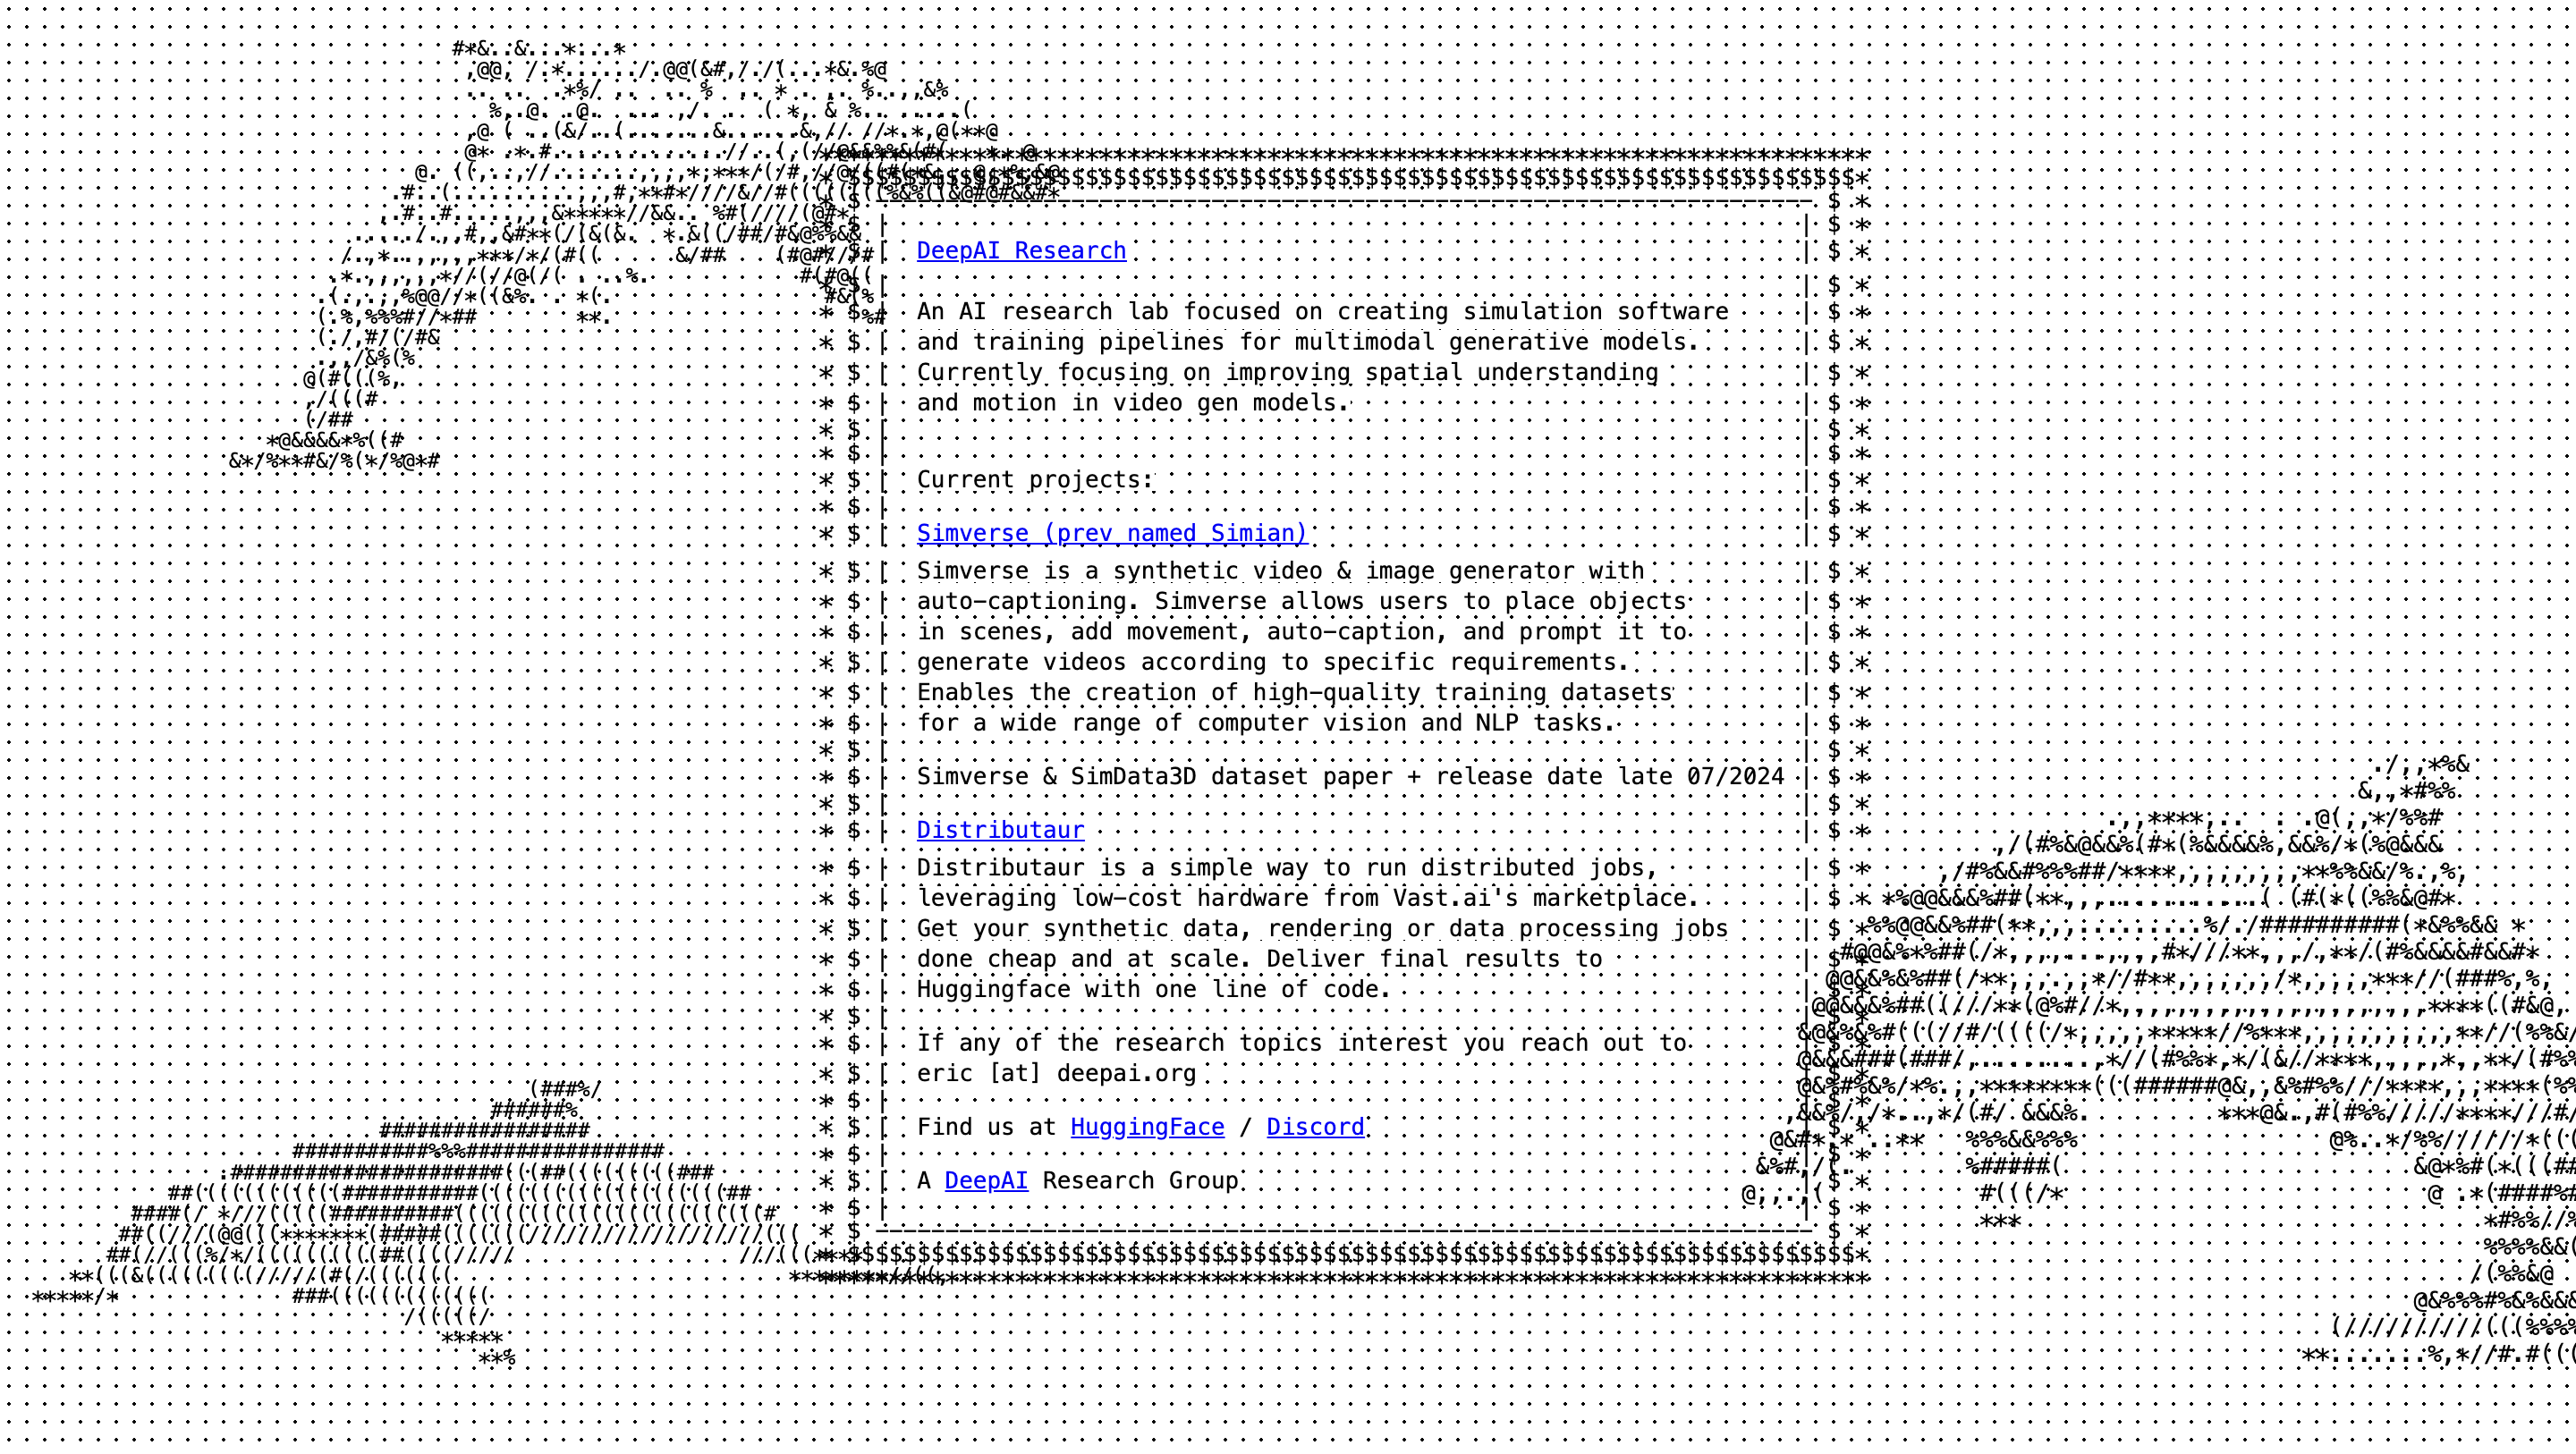 DeepAI Research
An AI research lab focused on creating simulation software
and training pipelines for multimodal generative models.
Currently focusing on improving spatial understanding
and motion in video gen models.
Current projects:
Simverse (prev named Simian)
Simverse is a synthetic video & image generator with
auto-captioning. Simverse allows users to place objects
in scenes, add movement, auto-caption, and prompt it to
generate videos according to specific requirements.
Enables the creation of high-quality training datasets
for a wide range of computer vision and NLP tasks.
Simverse & SimData3D dataset paper + release date late 07/2024
Distributaur
Distributaur is a simple way to run distributed jobs,
leveraging low-cost hardware from Vast.ai's marketplace.
Get your synthetic data, rendering or data processing jobs
done cheap and at scale. Deliver final results to
Huggingface with one line of code.
If any of the research topics interest you reach out to
eric [at] deepai.org
Find us at HuggingFace / Discord
A DeepAI Research Group